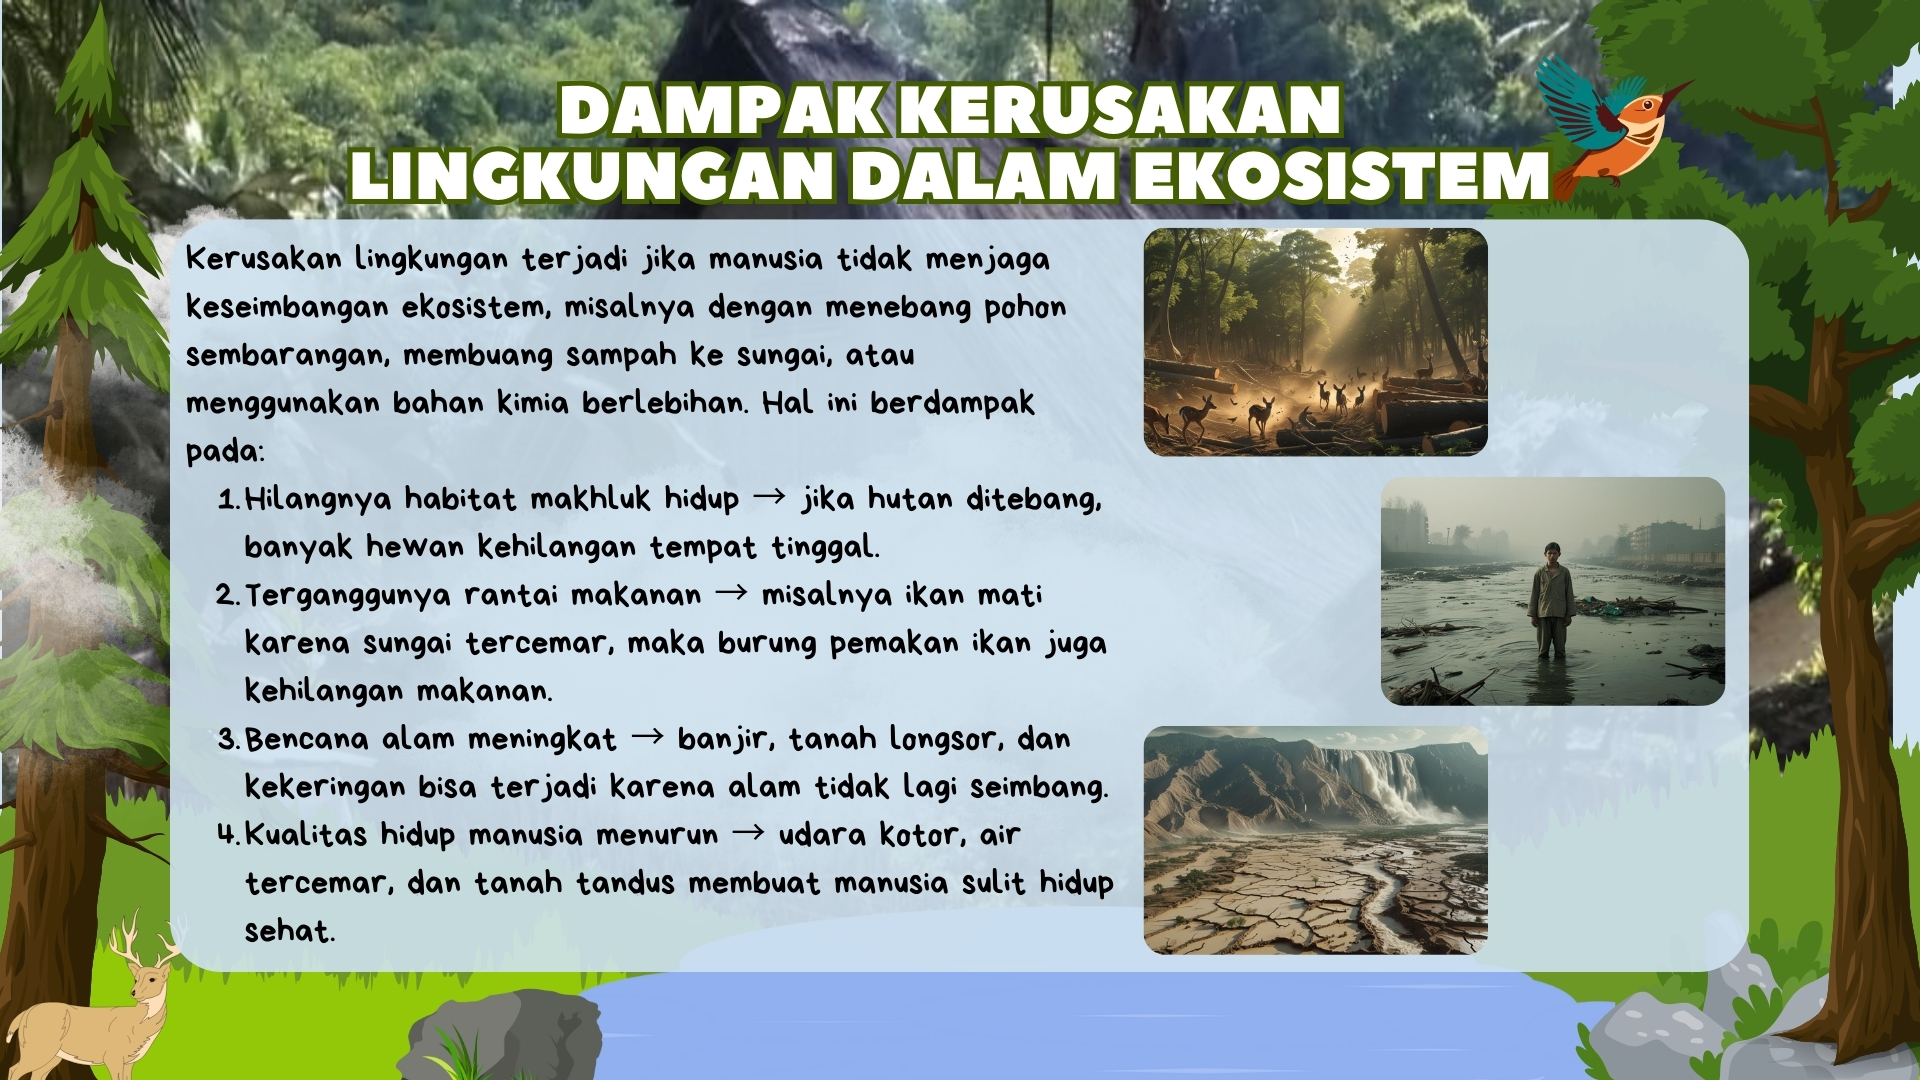 DAMPAK KERUSAKAN
LINGKUNGAN DALAM EKOSISTEM
Kerusakan lingkungan terjadi jika manusia tidak menjaga
keseimbangan ekosistem, misalnya dengan menebang pohon
sembarangan, membuang sampah ke sungai, atau
menggunakan bahan kimia berlebihan. Hal ini berdampak
pada:
1. Hilangnya habitat makhluk hidup → jika hutan ditebang,
banyak hewan kehilangan tempat tinggal.
2. Terganggunya rantai makanan → misalnya ikan mati
karena sungai tercemar, maka burung pemakan ikan juga
kehilangan makanan.
3. Bencana alam meningkat → banjir, tanah longsor, dan
kekeringan bisa terjadi karena alam tidak lagi seimbang.
4. Kualitas hidup manusia menurun → udara kotor, air
tercemar, dan tanah tandus membuat manusia sulit hidup
sehat.